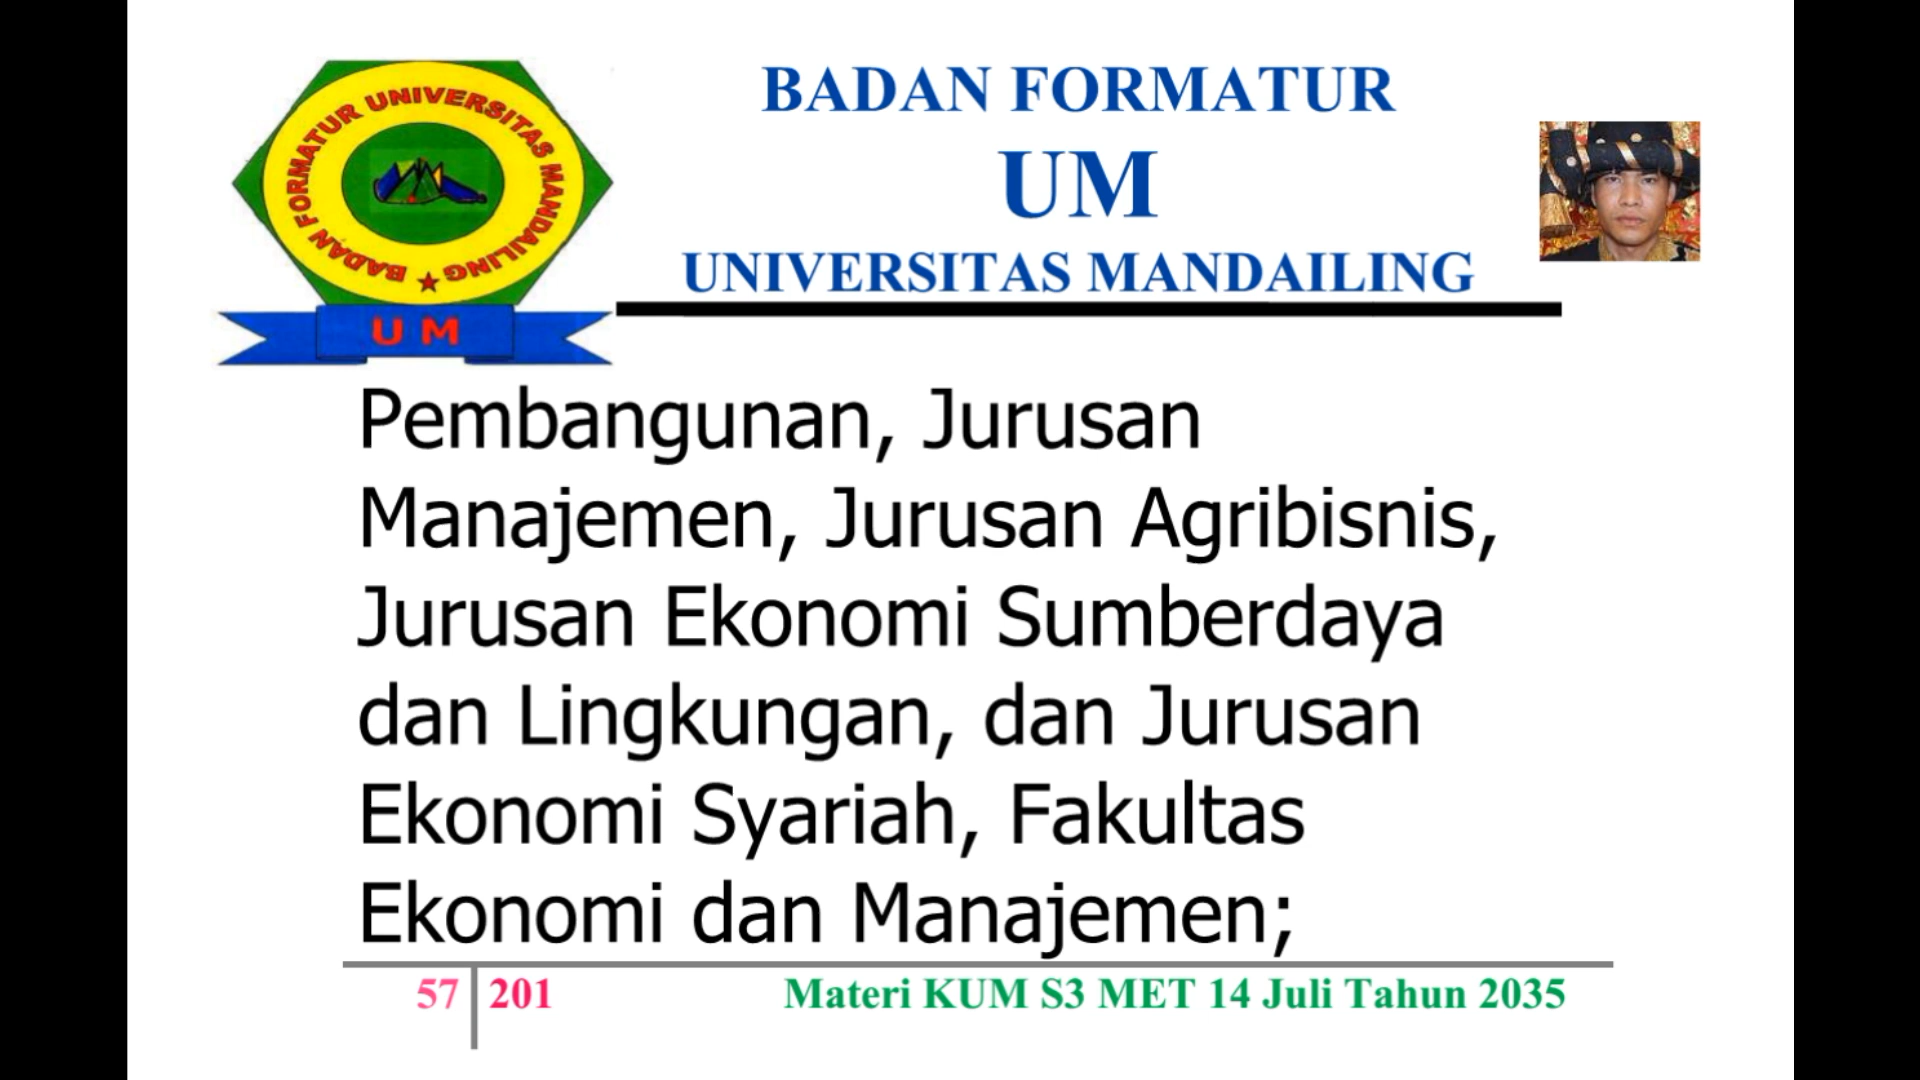 BADAN FORMATUR UNIVERSITAS MANDAILING
U M
BADAN FORMATUR
UM
UNIVERSITAS MANDAILING
Pembangunan, Jurusan
Manajemen, Jurusan Agribisnis,
Jurusan Ekonomi Sumberdaya
dan Lingkungan, dan Jurusan
Ekonomi Syariah, Fakultas
Ekonomi dan Manajemen;
57 201
Materi KUM S3 MET 14 Juli Tahun 2035